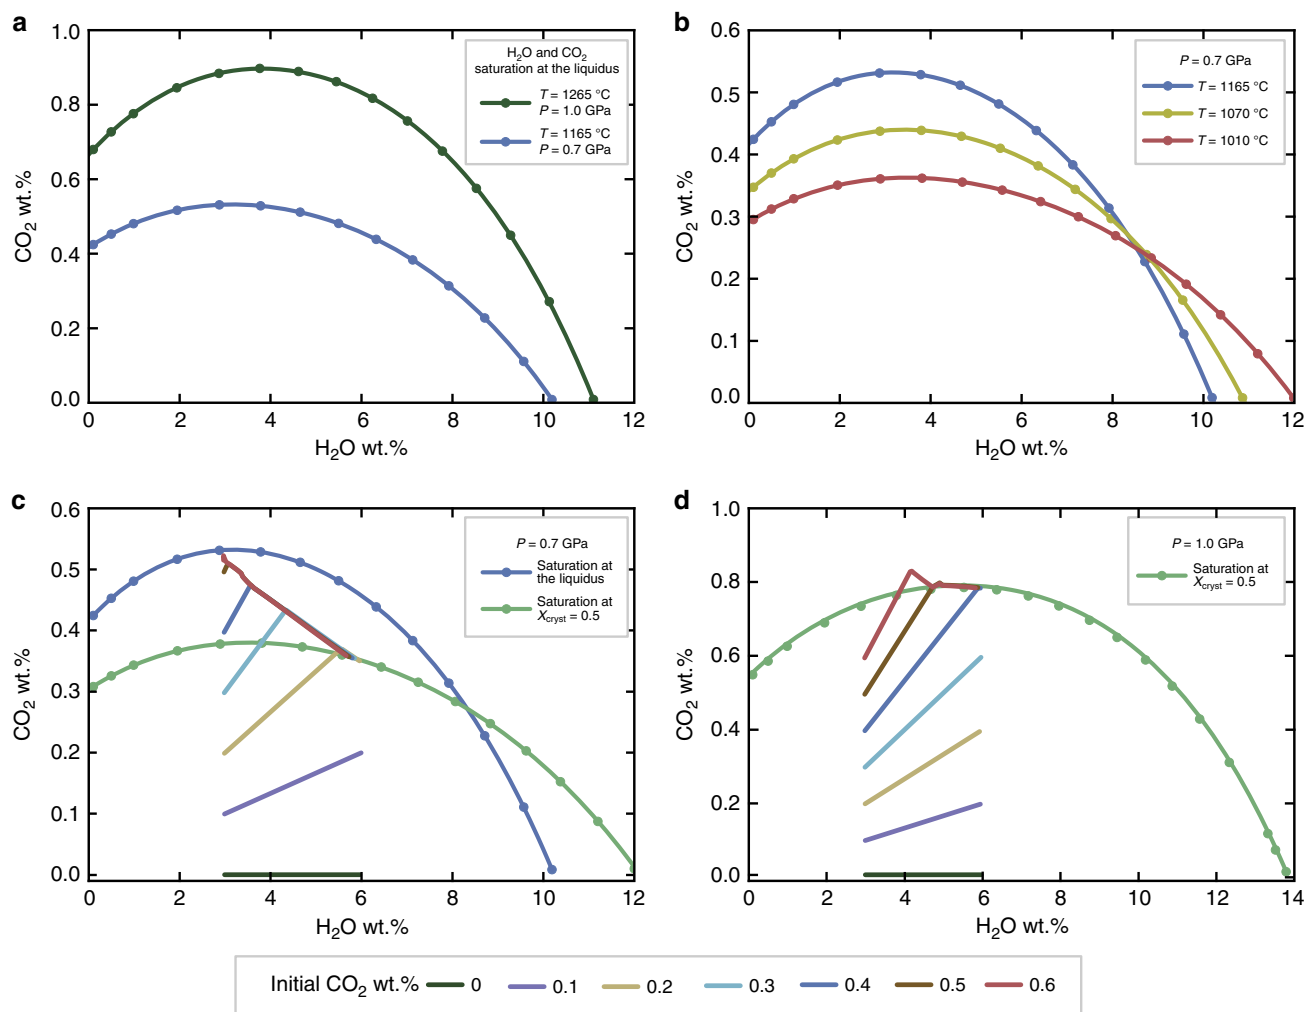 a
H2O and CO2
saturation at the liquidus
T = 1265 °C
P = 1.0 GPa
T = 1165 °C
P = 0.7 GPa
1.0
0.8
0.6
0.4
0.2
0.0
CO2 wt.%
0 2 4 6 8 10 12
H2O wt.%
b
P = 0.7 GPa
T = 1165 °C
T = 1070 °C
T = 1010 °C
0.6
0.5
0.4
0.3
0.2
0.1
0.0
CO2 wt.%
0 2 4 6 8 10 12
H2O wt.%
c
P = 0.7 GPa
Saturation at
the liquidus
Saturation at
Xcryst = 0.5
0.6
0.5
0.4
0.3
0.2
0.1
0.0
CO2 wt.%
0 2 4 6 8 10 12
H2O wt.%
d
P = 1.0 GPa
Saturation at
Xcryst = 0.5
1.0
0.8
0.6
0.4
0.2
0.0
CO2 wt.%
0 2 4 6 8 10 12 14
H2O wt.%
Initial CO2 wt.% 0 0.1 0.2 0.3 0.4 0.5 0.6